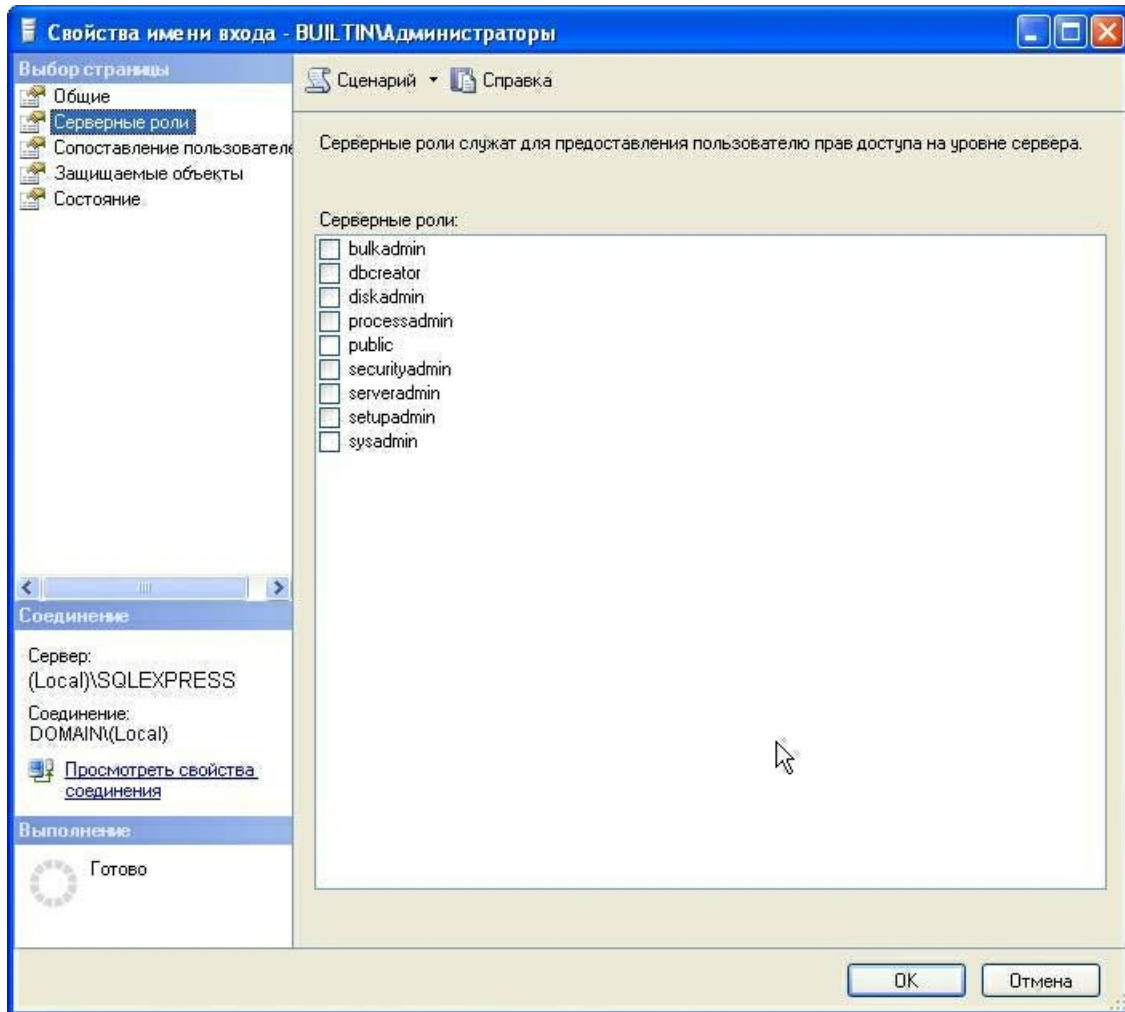 Свойства имени входа - BUILTIN\Администраторы
Выбор страницы
Общие
Серверные роли
Сопоставление пользователе
Защищаемые объекты
Состояние
Сценарий
Справка
Серверные роли служат для предоставления пользователю прав доступа на уровне сервера.
Серверные роли:
bulkadmin
dbcreator
diskadmin
processadmin
public
securityadmin
serveradmin
setupadmin
sysadmin
Соединение
Сервер:
(Local)\SQLEXPRESS
Соединение:
DOMAIN\(Local)
Просмотреть свойства
соединения
Выполнение
Готово
OK
Отмена